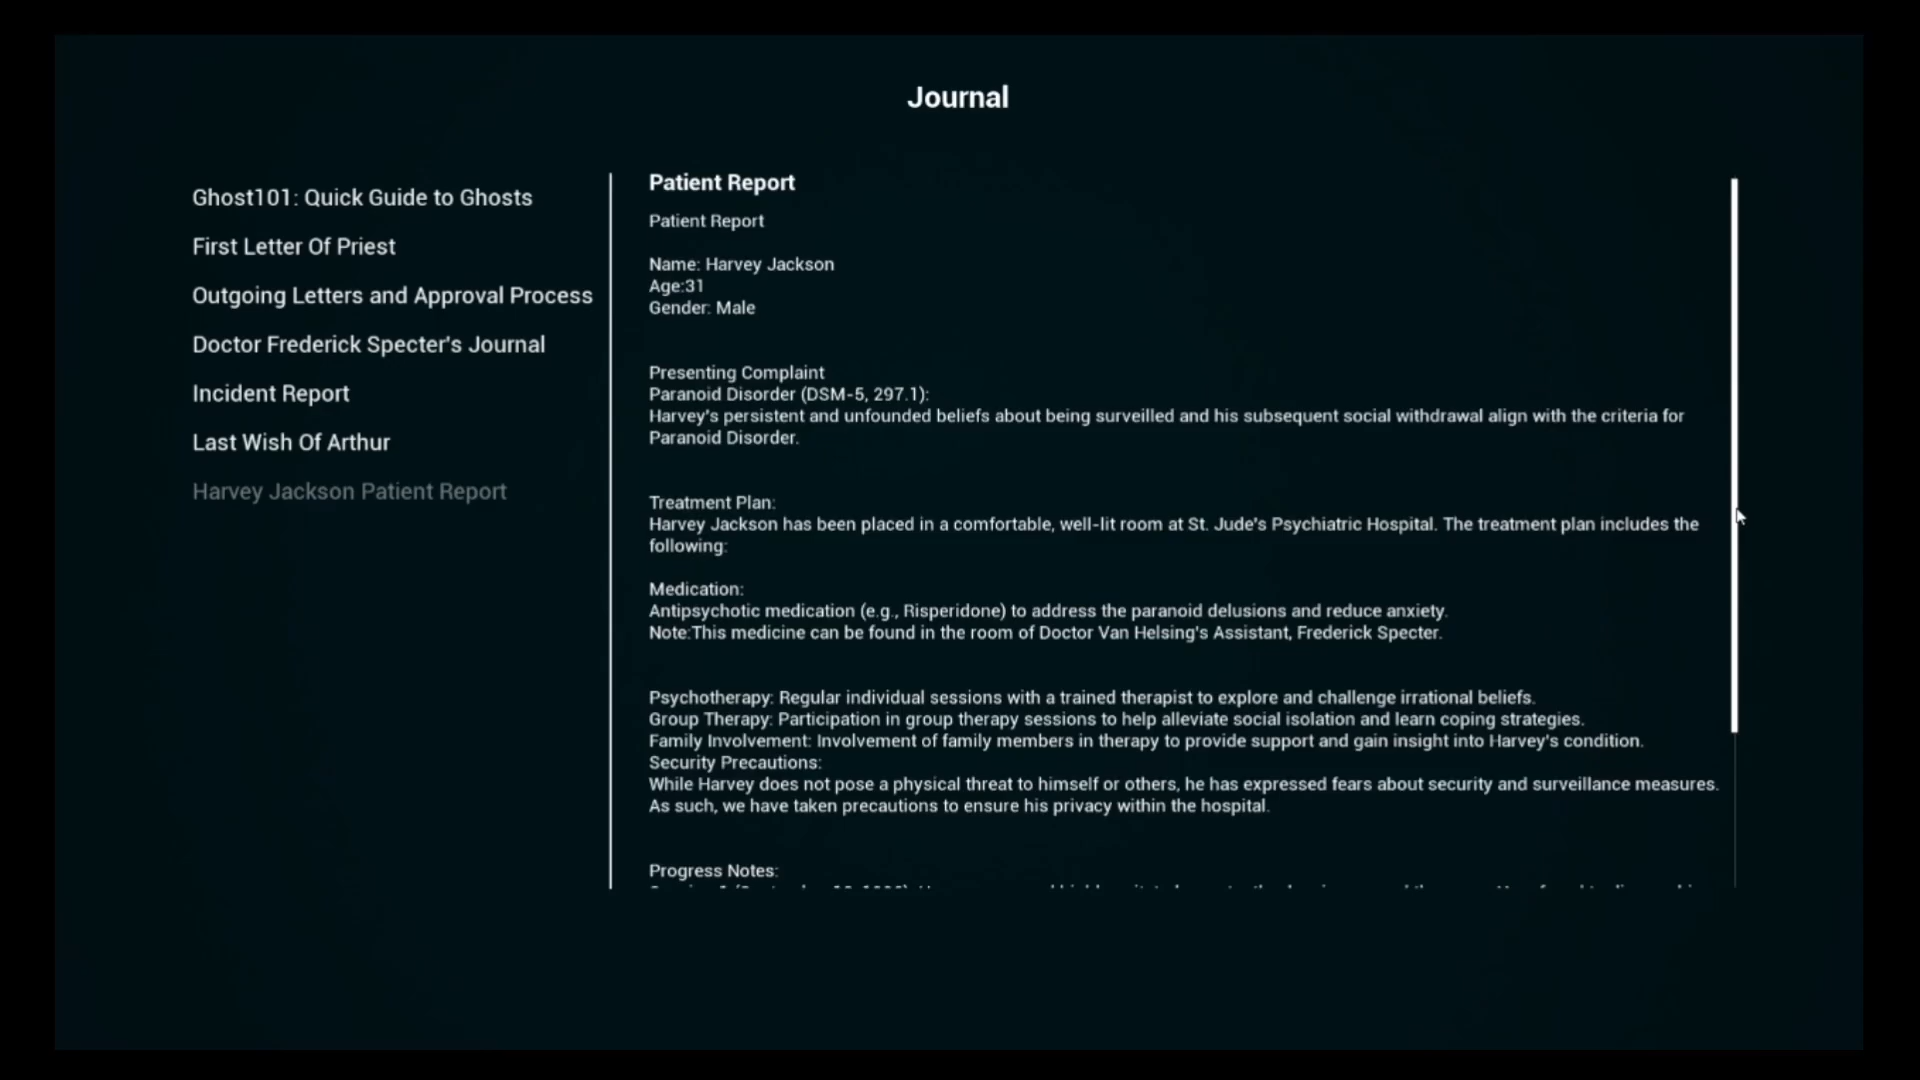 Journal
Ghost101: Quick Guide to Ghosts
First Letter Of Priest
Outgoing Letters and Approval Process
Doctor Frederick Specter's Journal
Incident Report
Last Wish Of Arthur
Harvey Jackson Patient Report
Patient Report
Patient Report
Name: Harvey Jackson
Age:31
Gender: Male
Presenting Complaint
Paranoid Disorder (DSM-5, 297.1):
Harvey's persistent and unfounded beliefs about being surveilled and his subsequent social withdrawal align with the criteria for
Paranoid Disorder.
Treatment Plan:
Harvey Jackson has been placed in a comfortable, well-lit room at St. Jude's Psychiatric Hospital. The treatment plan includes the
following:
Medication:
Antipsychotic medication (e.g., Risperidone) to address the paranoid delusions and reduce anxiety.
Note:This medicine can be found in the room of Doctor Van Helsing's Assistant, Frederick Specter.
Psychotherapy: Regular individual sessions with a trained therapist to explore and challenge irrational beliefs.
Group Therapy: Participation in group therapy sessions to help alleviate social isolation and learn coping strategies.
Family Involvement: Involvement of family members in therapy to provide support and gain insight into Harvey's condition.
Security Precautions:
While Harvey does not pose a physical threat to himself or others, he has expressed fears about security and surveillance measures.
As such, we have taken precautions to ensure his privacy within the hospital.
Progress Notes: